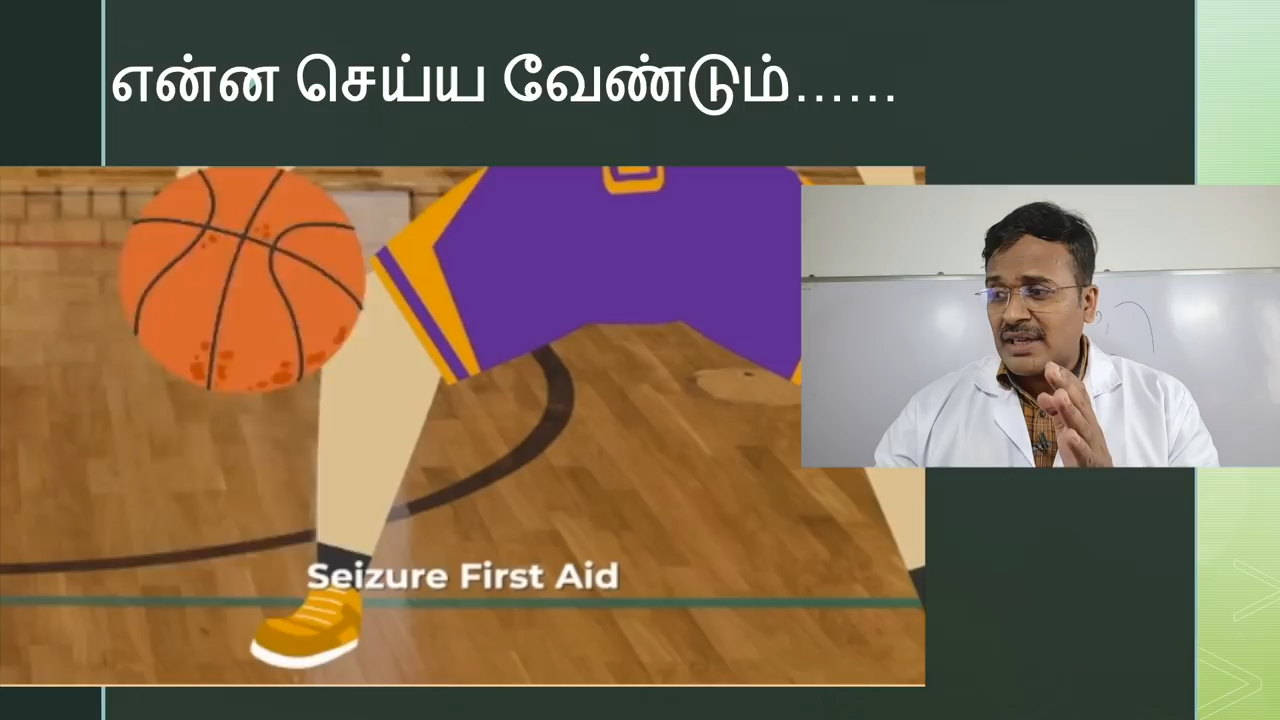 என்ன செய்ய வேண்டும்......
Seizure First Aid